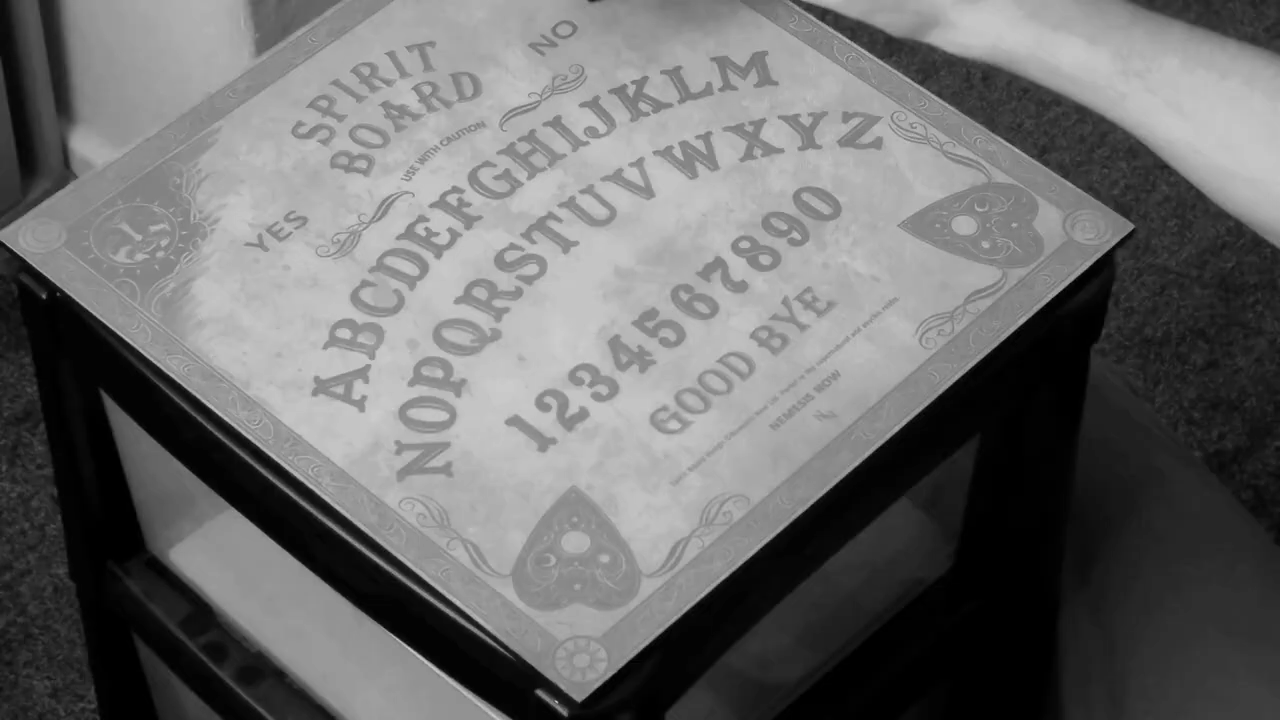 SPIRIT
BOARD
USE WITH CAUTION
YES
NO
ABCDEFGHIJKLM
NOPQRSTUVWXYZ
1234567890
GOOD BYE
NEMESIS NOW